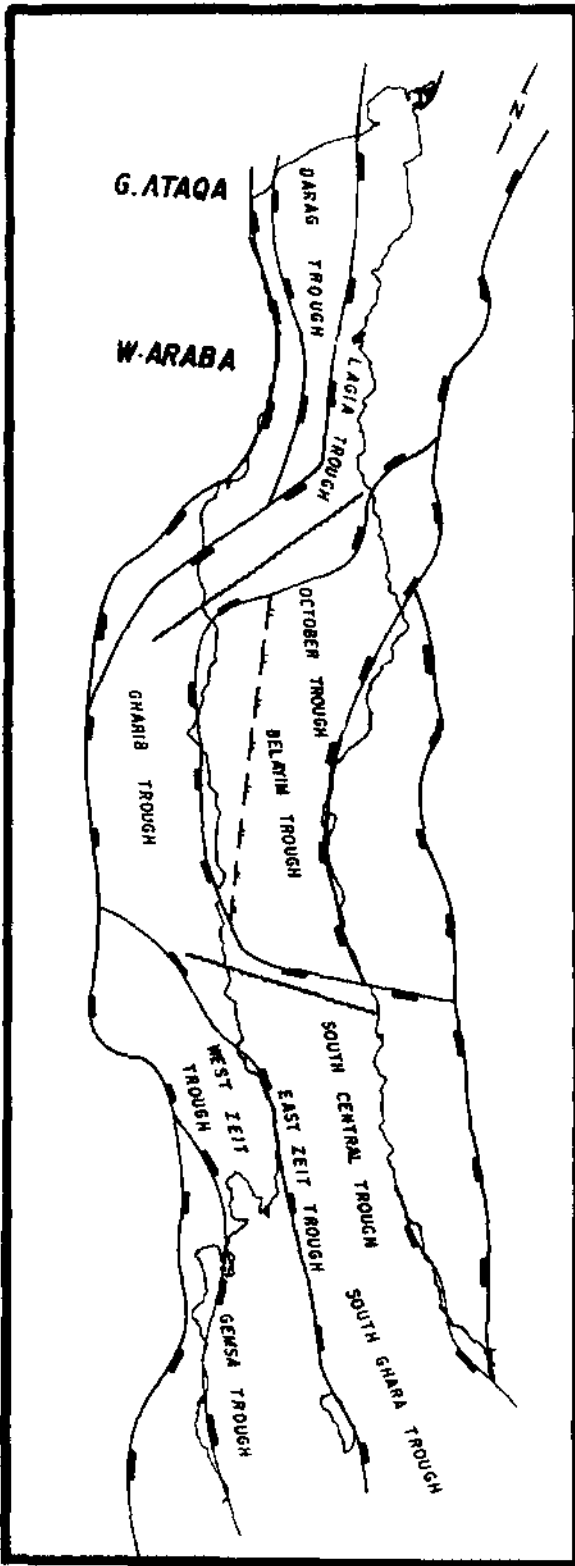 N
G.ATAQA
DARAG TROUGH
W.ARABA
LAGIA TROUGH
OCTOBER TROUGH
GHARIB TROUGH
BELAYIM TROUGH
SOUTH CENTRAL TROUGH
WEST ZEIT
TROUGH
EAST ZEIT TROUGH
SOUTH GHARA TROUGH
GEMSA TROUGH